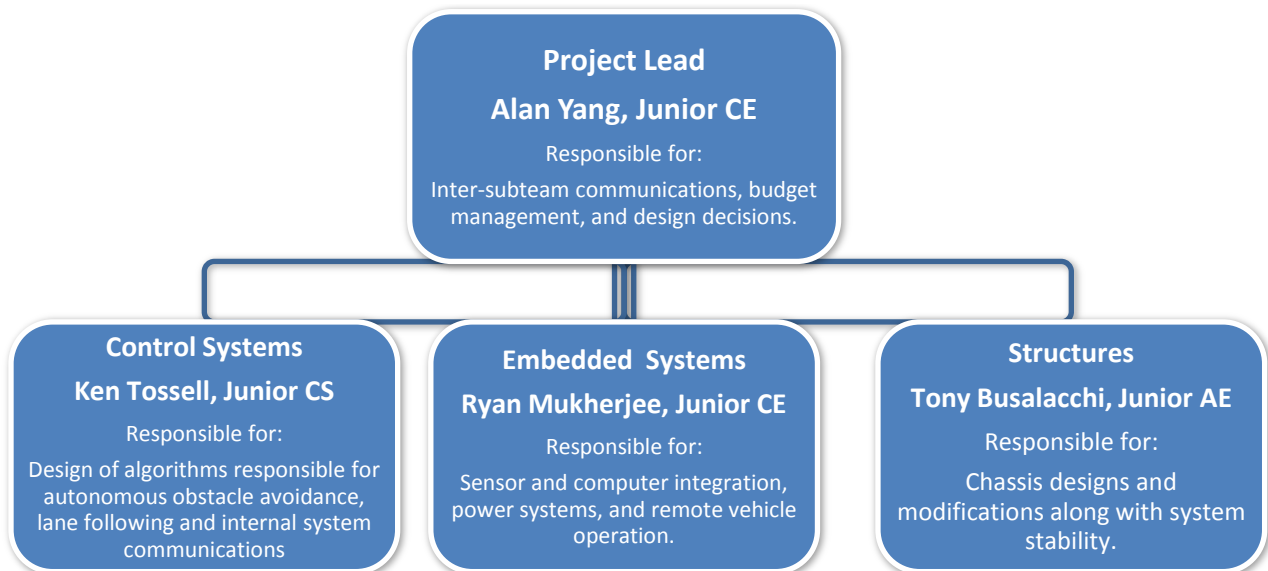 Project Lead
Alan Yang, Junior CE
Responsible for:
Inter-subteam communications, budget
management, and design decisions.
Control Systems
Ken Tossell, Junior CS
Responsible for:
Design of algorithms responsible for
autonomous obstacle avoidance,
lane following and internal system
communications
Embedded Systems
Ryan Mukherjee, Junior CE
Responsible for:
Sensor and computer integration,
power systems, and remote vehicle
operation.
Structures
Tony Busalacchi, Junior AE
Responsible for:
Chassis designs and
modifications along with system
stability.